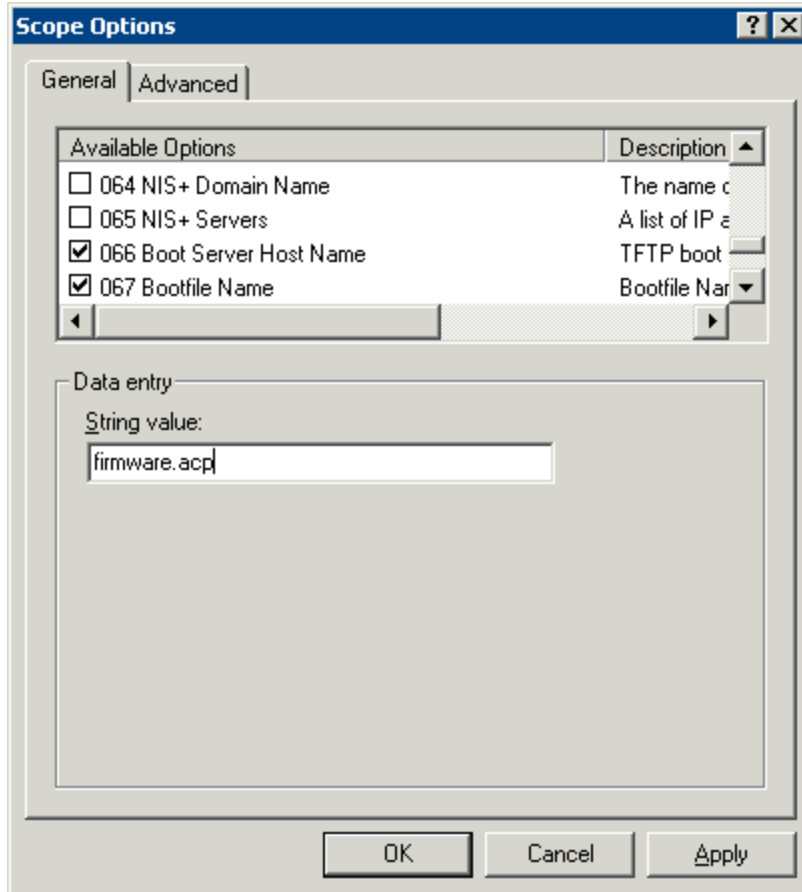 Scope Options
General Advanced
Available Options Description
064 NIS+ Domain Name The name
065 NIS+ Servers A list of IP a
066 Boot Server Host Name TFTP boot
067 Bootfile Name Bootfile Nar
Data entry
String value:
firmware.acp
OK Cancel Apply